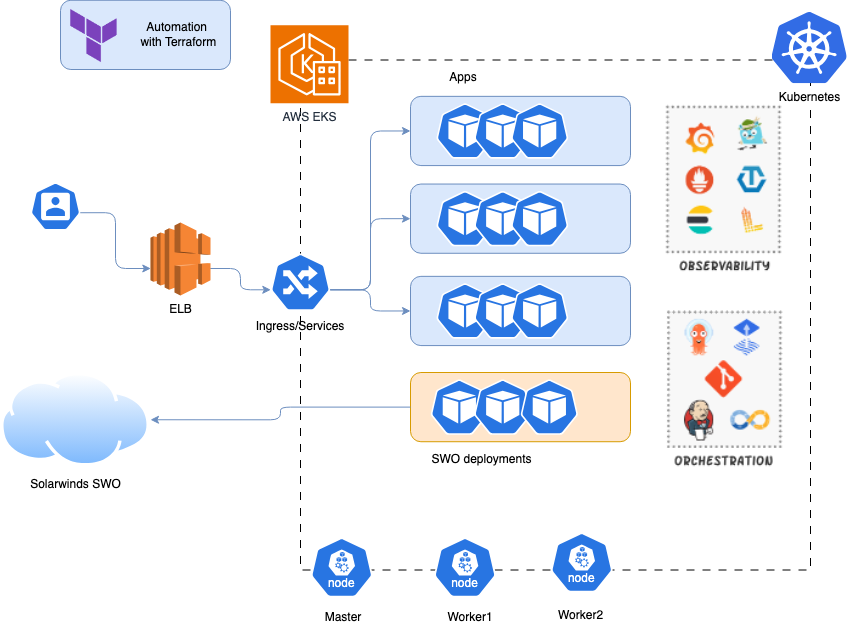 Automation
with Terraform
K
AWS EKS
Apps
Kubernetes
ELB
Ingress/Services
OBSERVABILITY
SWO deployments
ORCHESTRATION
Solarwinds SWO
node
node
node
Master
Worker1
Worker2